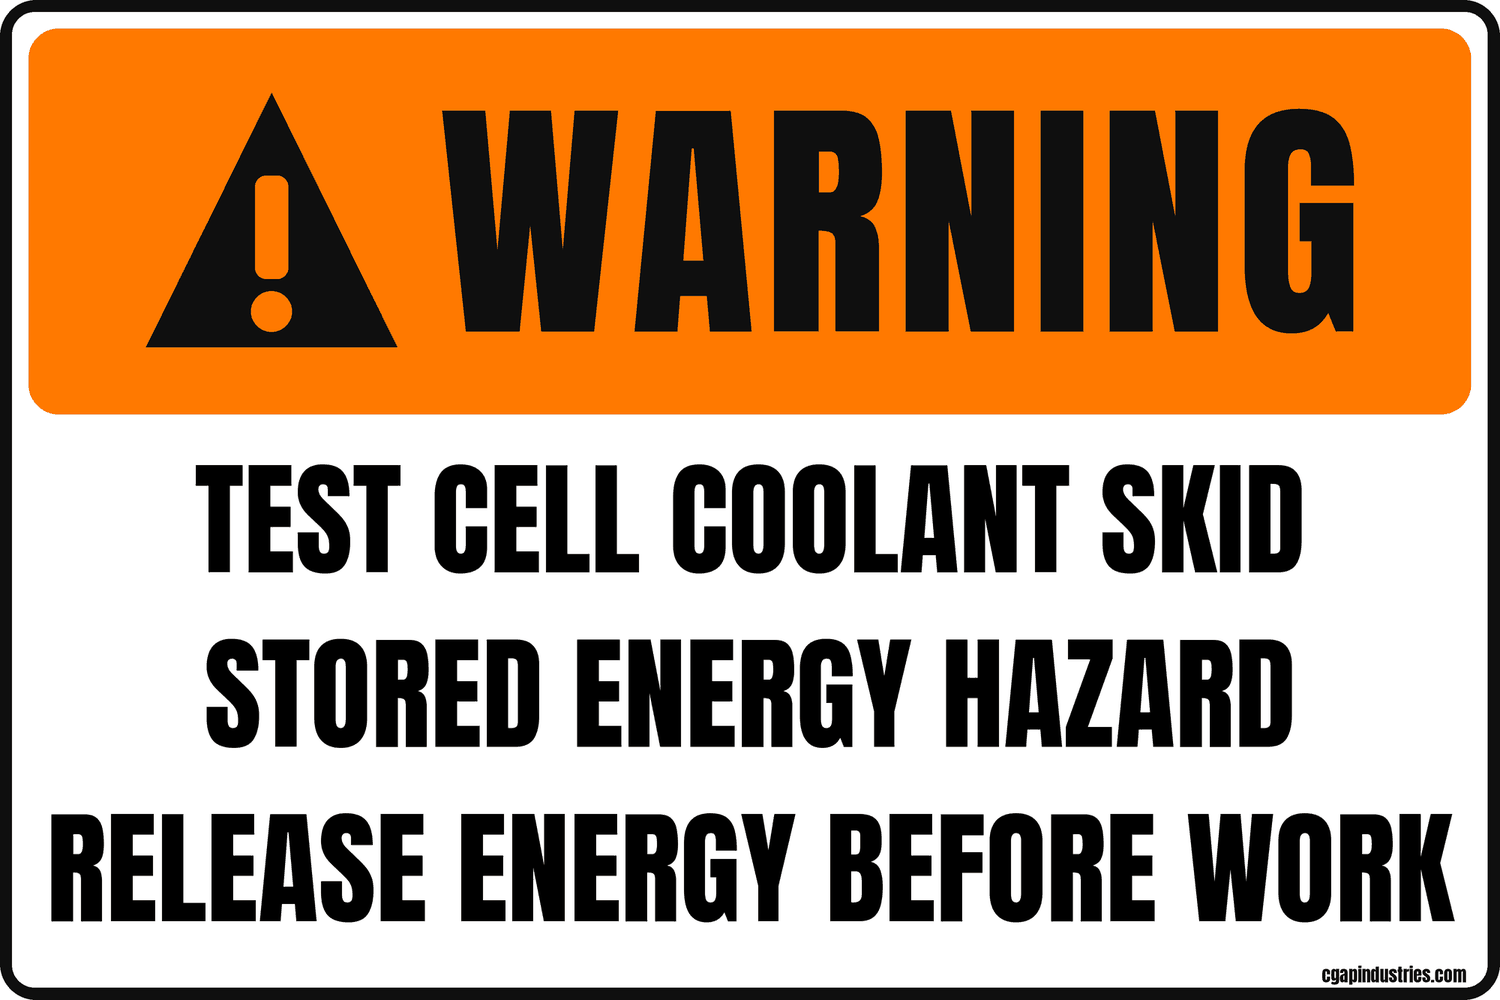 WARNING
TEST CELL COOLANT SKID
STORED ENERGY HAZARD
RELEASE ENERGY BEFORE WORK
cgapindustries.com